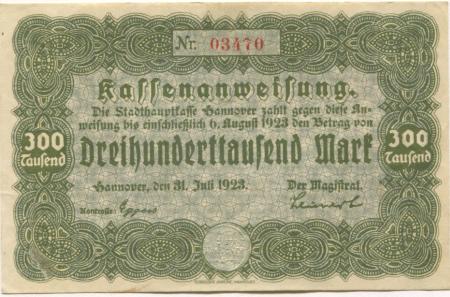 Nr. 03470
Kassenanweisung.
Die Stadthauptkasse Hannover zahlt gegen diese An-
weisung bis einschließlich 6. August 1923 den Betrag von
300 Tausend
Dreihunderttausend Mark
300 Tausend
Hannover, den 31. Juli 1923.
Der Magistrat.
Kontrolle: Eggers